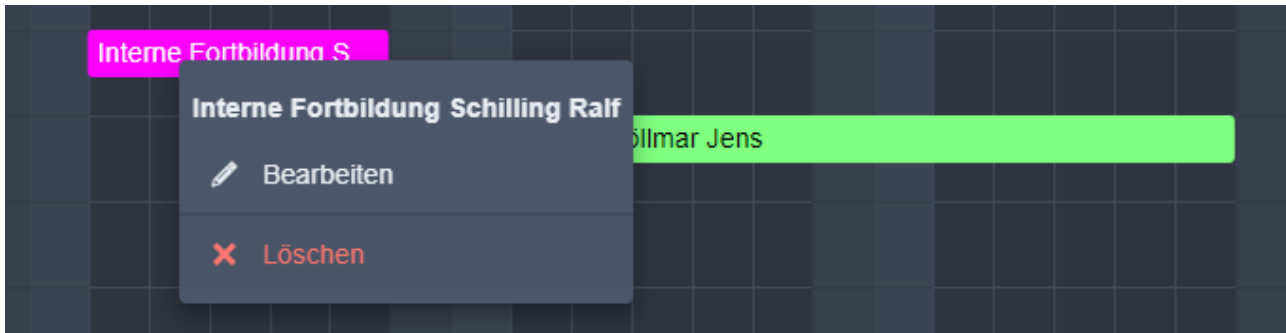 Interne Fortbildung S
Interne Fortbildung Schilling Ralf
öllmar Jens
Bearbeiten
Löschen